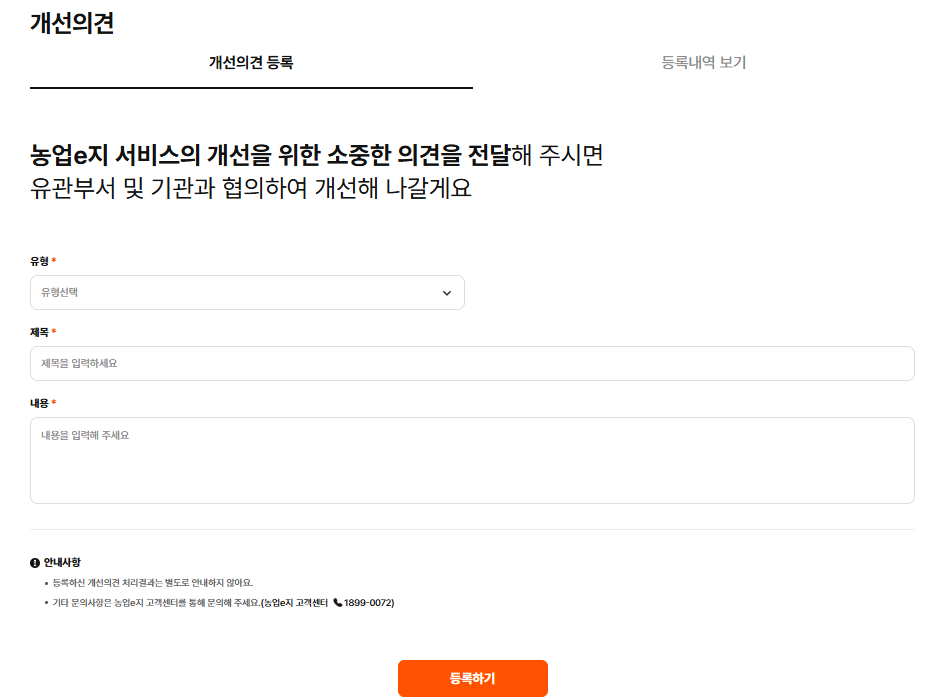 개선의견
개선의견 등록
등록내역 보기
농업e지 서비스의 개선을 위한 소중한 의견을 전달해 주시면
유관부서 및 기관과 협의하여 개선해 나갈게요
유형 *
유형선택
제목 *
제목을 입력하세요
내용 *
내용을 입력해 주세요
안내사항
• 등록하신 개선의견 처리결과는 별도로 안내하지 않아요.
• 기타 문의사항은 농업e지 고객센터를 통해 문의해 주세요.(농업e지 고객센터 📞1899-0072)
등록하기